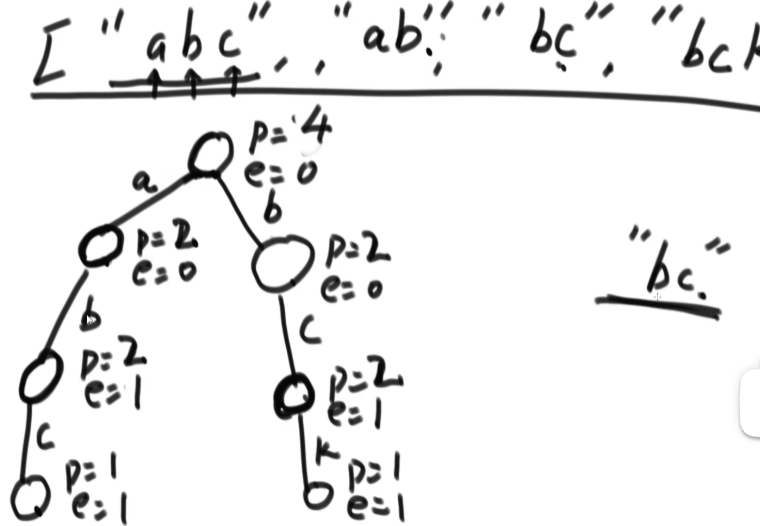 ["abc", "ab", "bc", "bck
p=4
e=0
a
b
p=2
e=0
p=2
e=0
"bc"
b
c
p=2
e=1
p=2
e=1
c
k
p=1
e=1
p=1
e=1